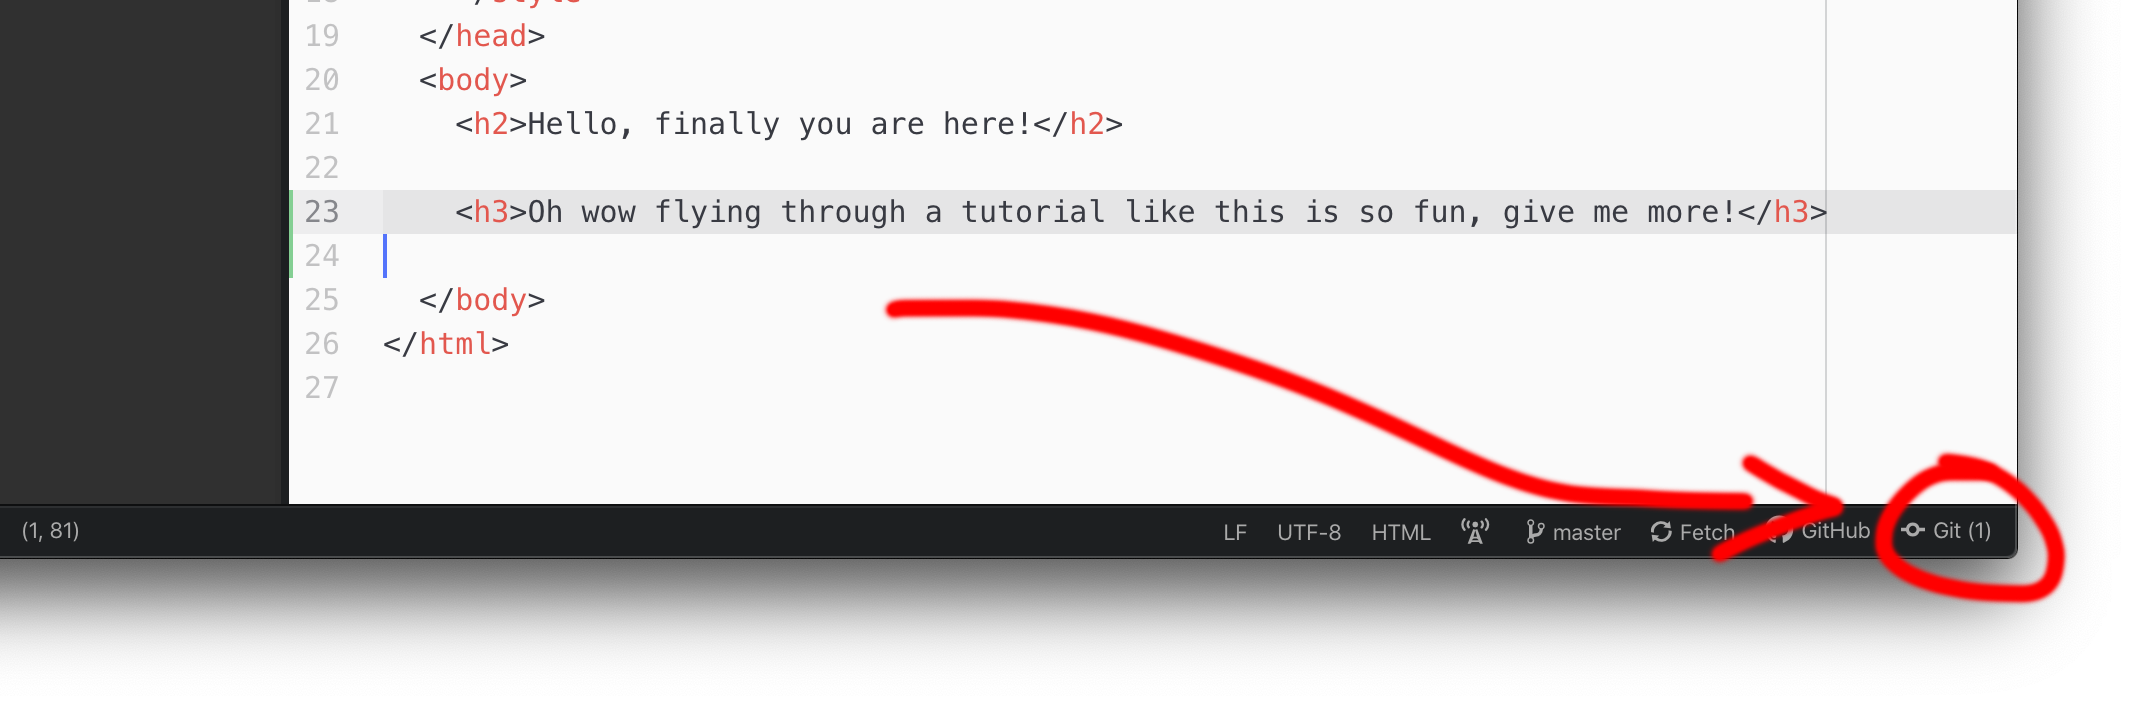 19 </head>
20 <body>
21 <h2>Hello, finally you are here!</h2>
22
23 <h3>Oh wow flying through a tutorial like this is so fun, give me more!</h3>
24
25 </body>
26 </html>
27
(1, 81) LF UTF-8 HTML master Fetch GitHub Git (1)